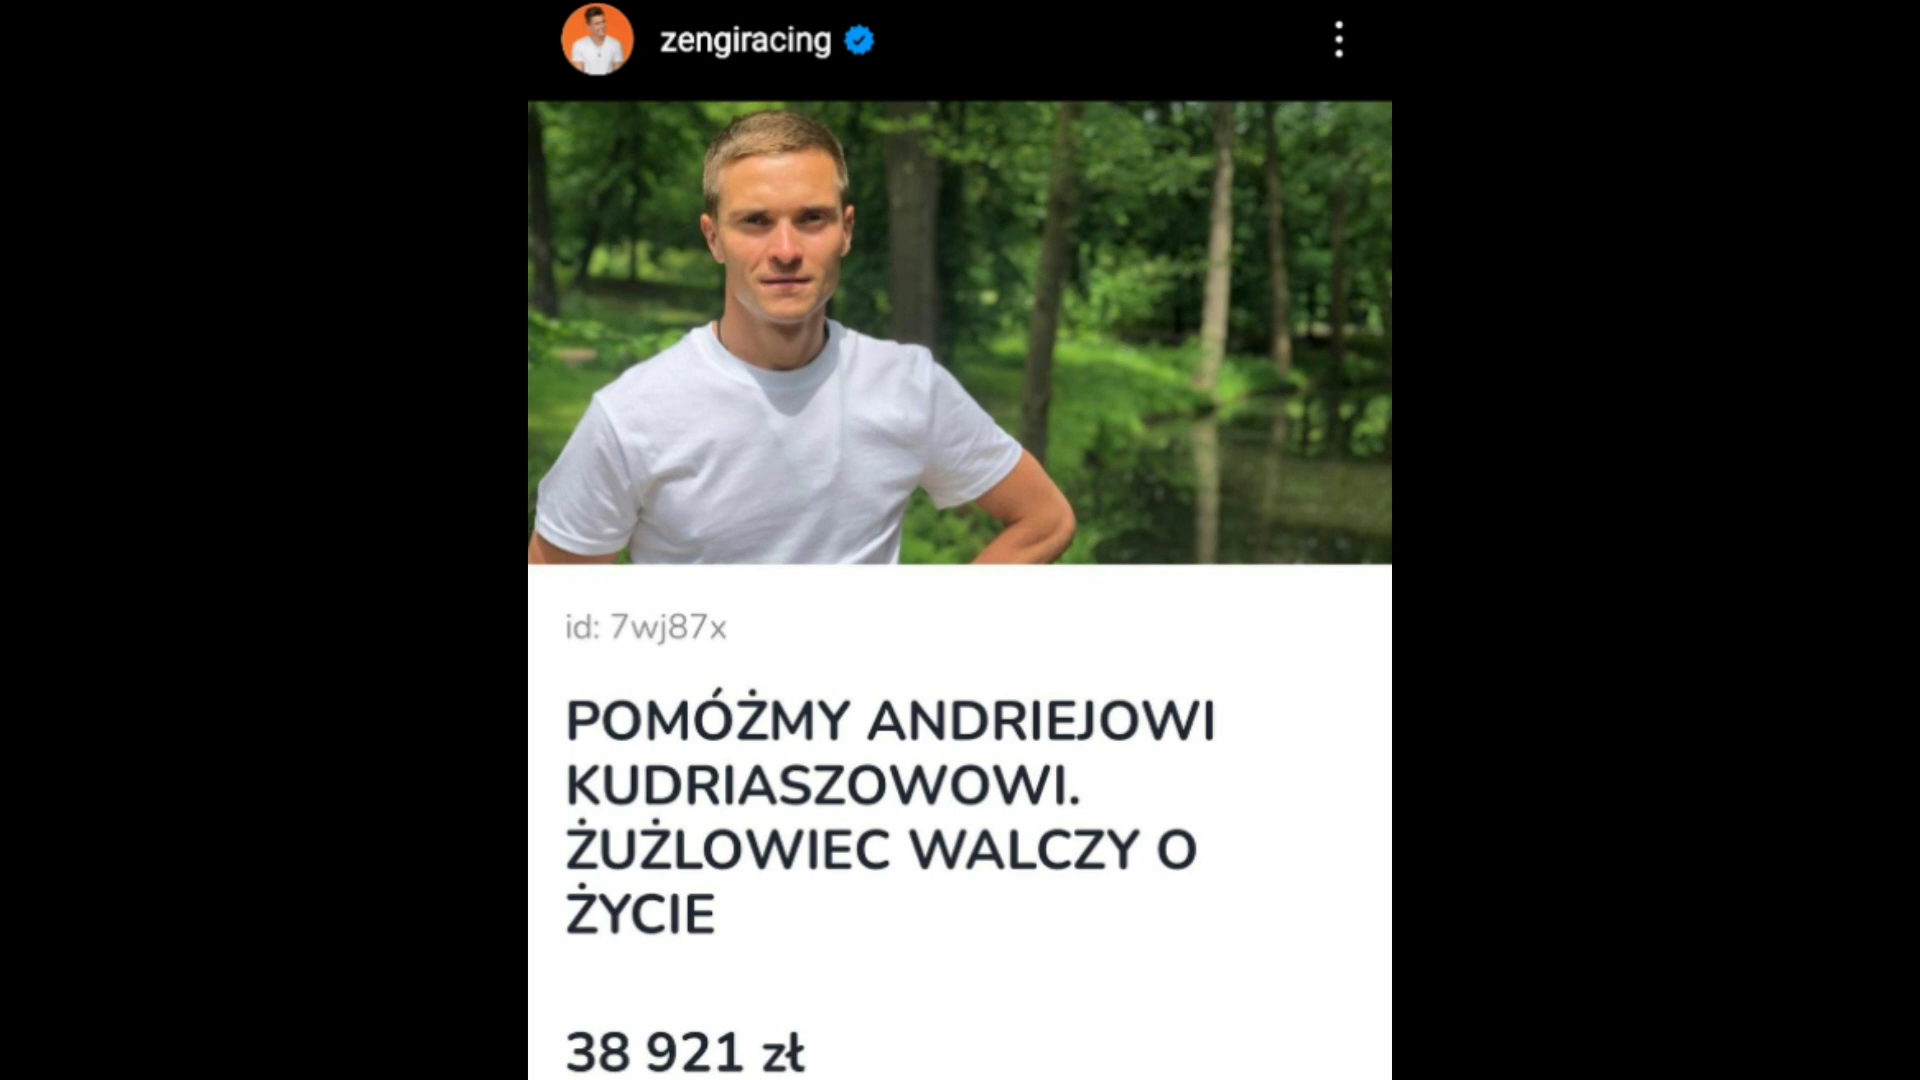 zengiracing
id: 7wj87x
POMÓŻMY ANDRIEJOWI
KUDRIASZOWOWI.
ŻUŻLOWIEC WALCZY O
ŻYCIE
38 921 zł